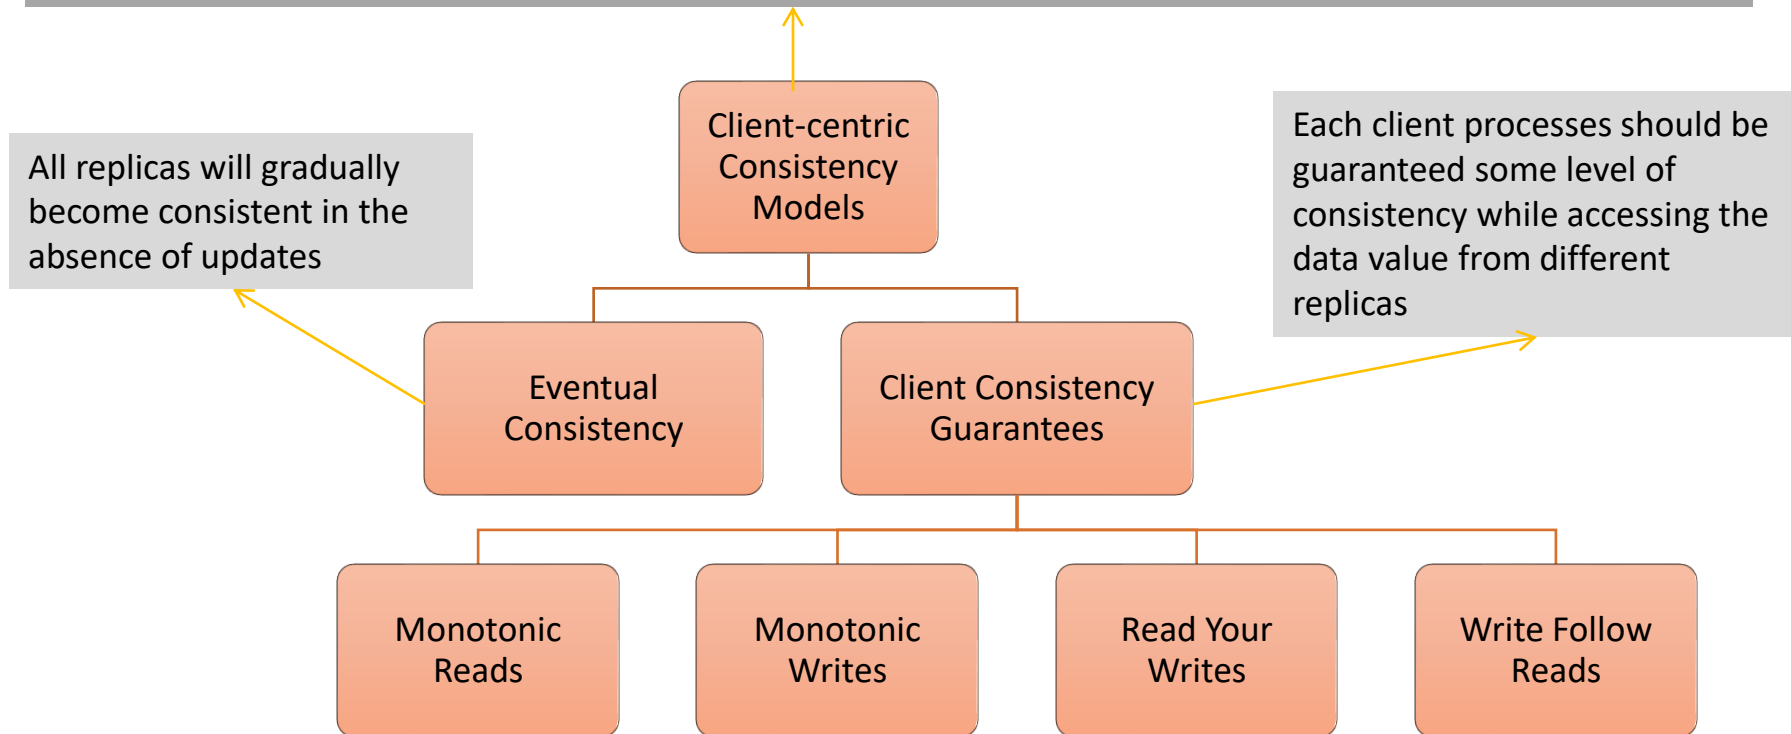 Client-centric
Consistency
Models
All replicas will gradually
become consistent in the
absence of updates
Each client processes should be
guaranteed some level of
consistency while accessing the
data value from different
replicas
Eventual
Consistency
Client Consistency
Guarantees
Monotonic
Reads
Monotonic
Writes
Read Your
Writes
Write Follow
Reads